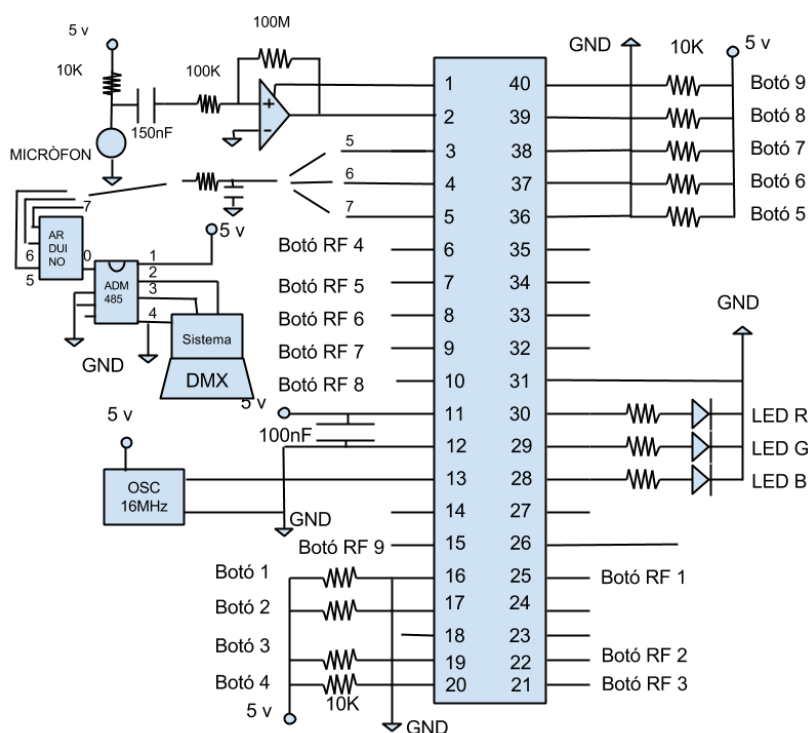 5 v
10K
100K
100M
150nF
MICRÒFON
+
-
5
6
7
7
AR
DUI
NO
6
5
0
ADM
485
1
2
3
4
5 v
GND
Sistema
DMX
5 v
100nF
5 v
OSC
16MHz
GND
Botó RF 4
Botó RF 5
Botó RF 6
Botó RF 7
Botó RF 8
Botó RF 9
Botó 1
Botó 2
Botó 3
Botó 4
10K
5 v
GND
1 40
2 39
3 38
4 37
5 36
6 35
7 34
8 33
9 32
10 31
11 30
12 29
13 28
14 27
15 26
16 25
17 24
18 23
19 22
20 21
GND
10K
5 v
Botó 9
Botó 8
Botó 7
Botó 6
Botó 5
GND
LED R
LED G
LED B
Botó RF 1
Botó RF 2
Botó RF 3